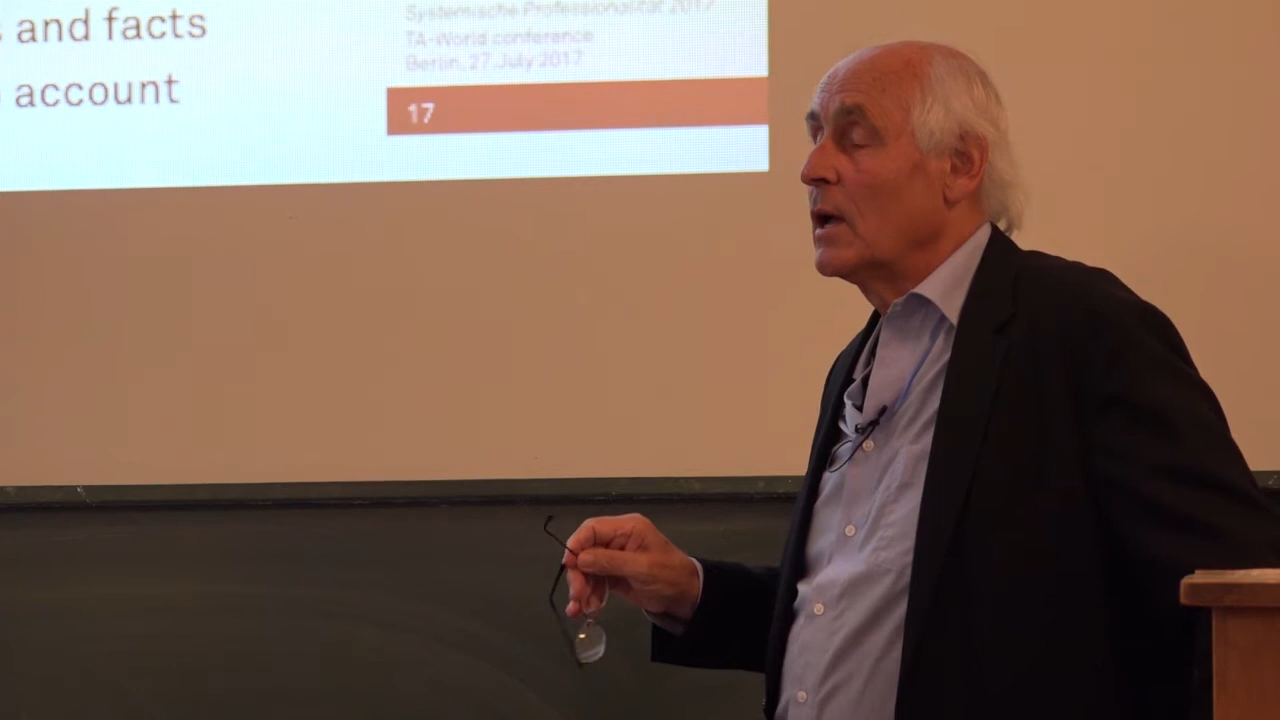 and facts
account
Systemische Professionalität 2017
TA-World conference
Berlin, 27.July 2017
17